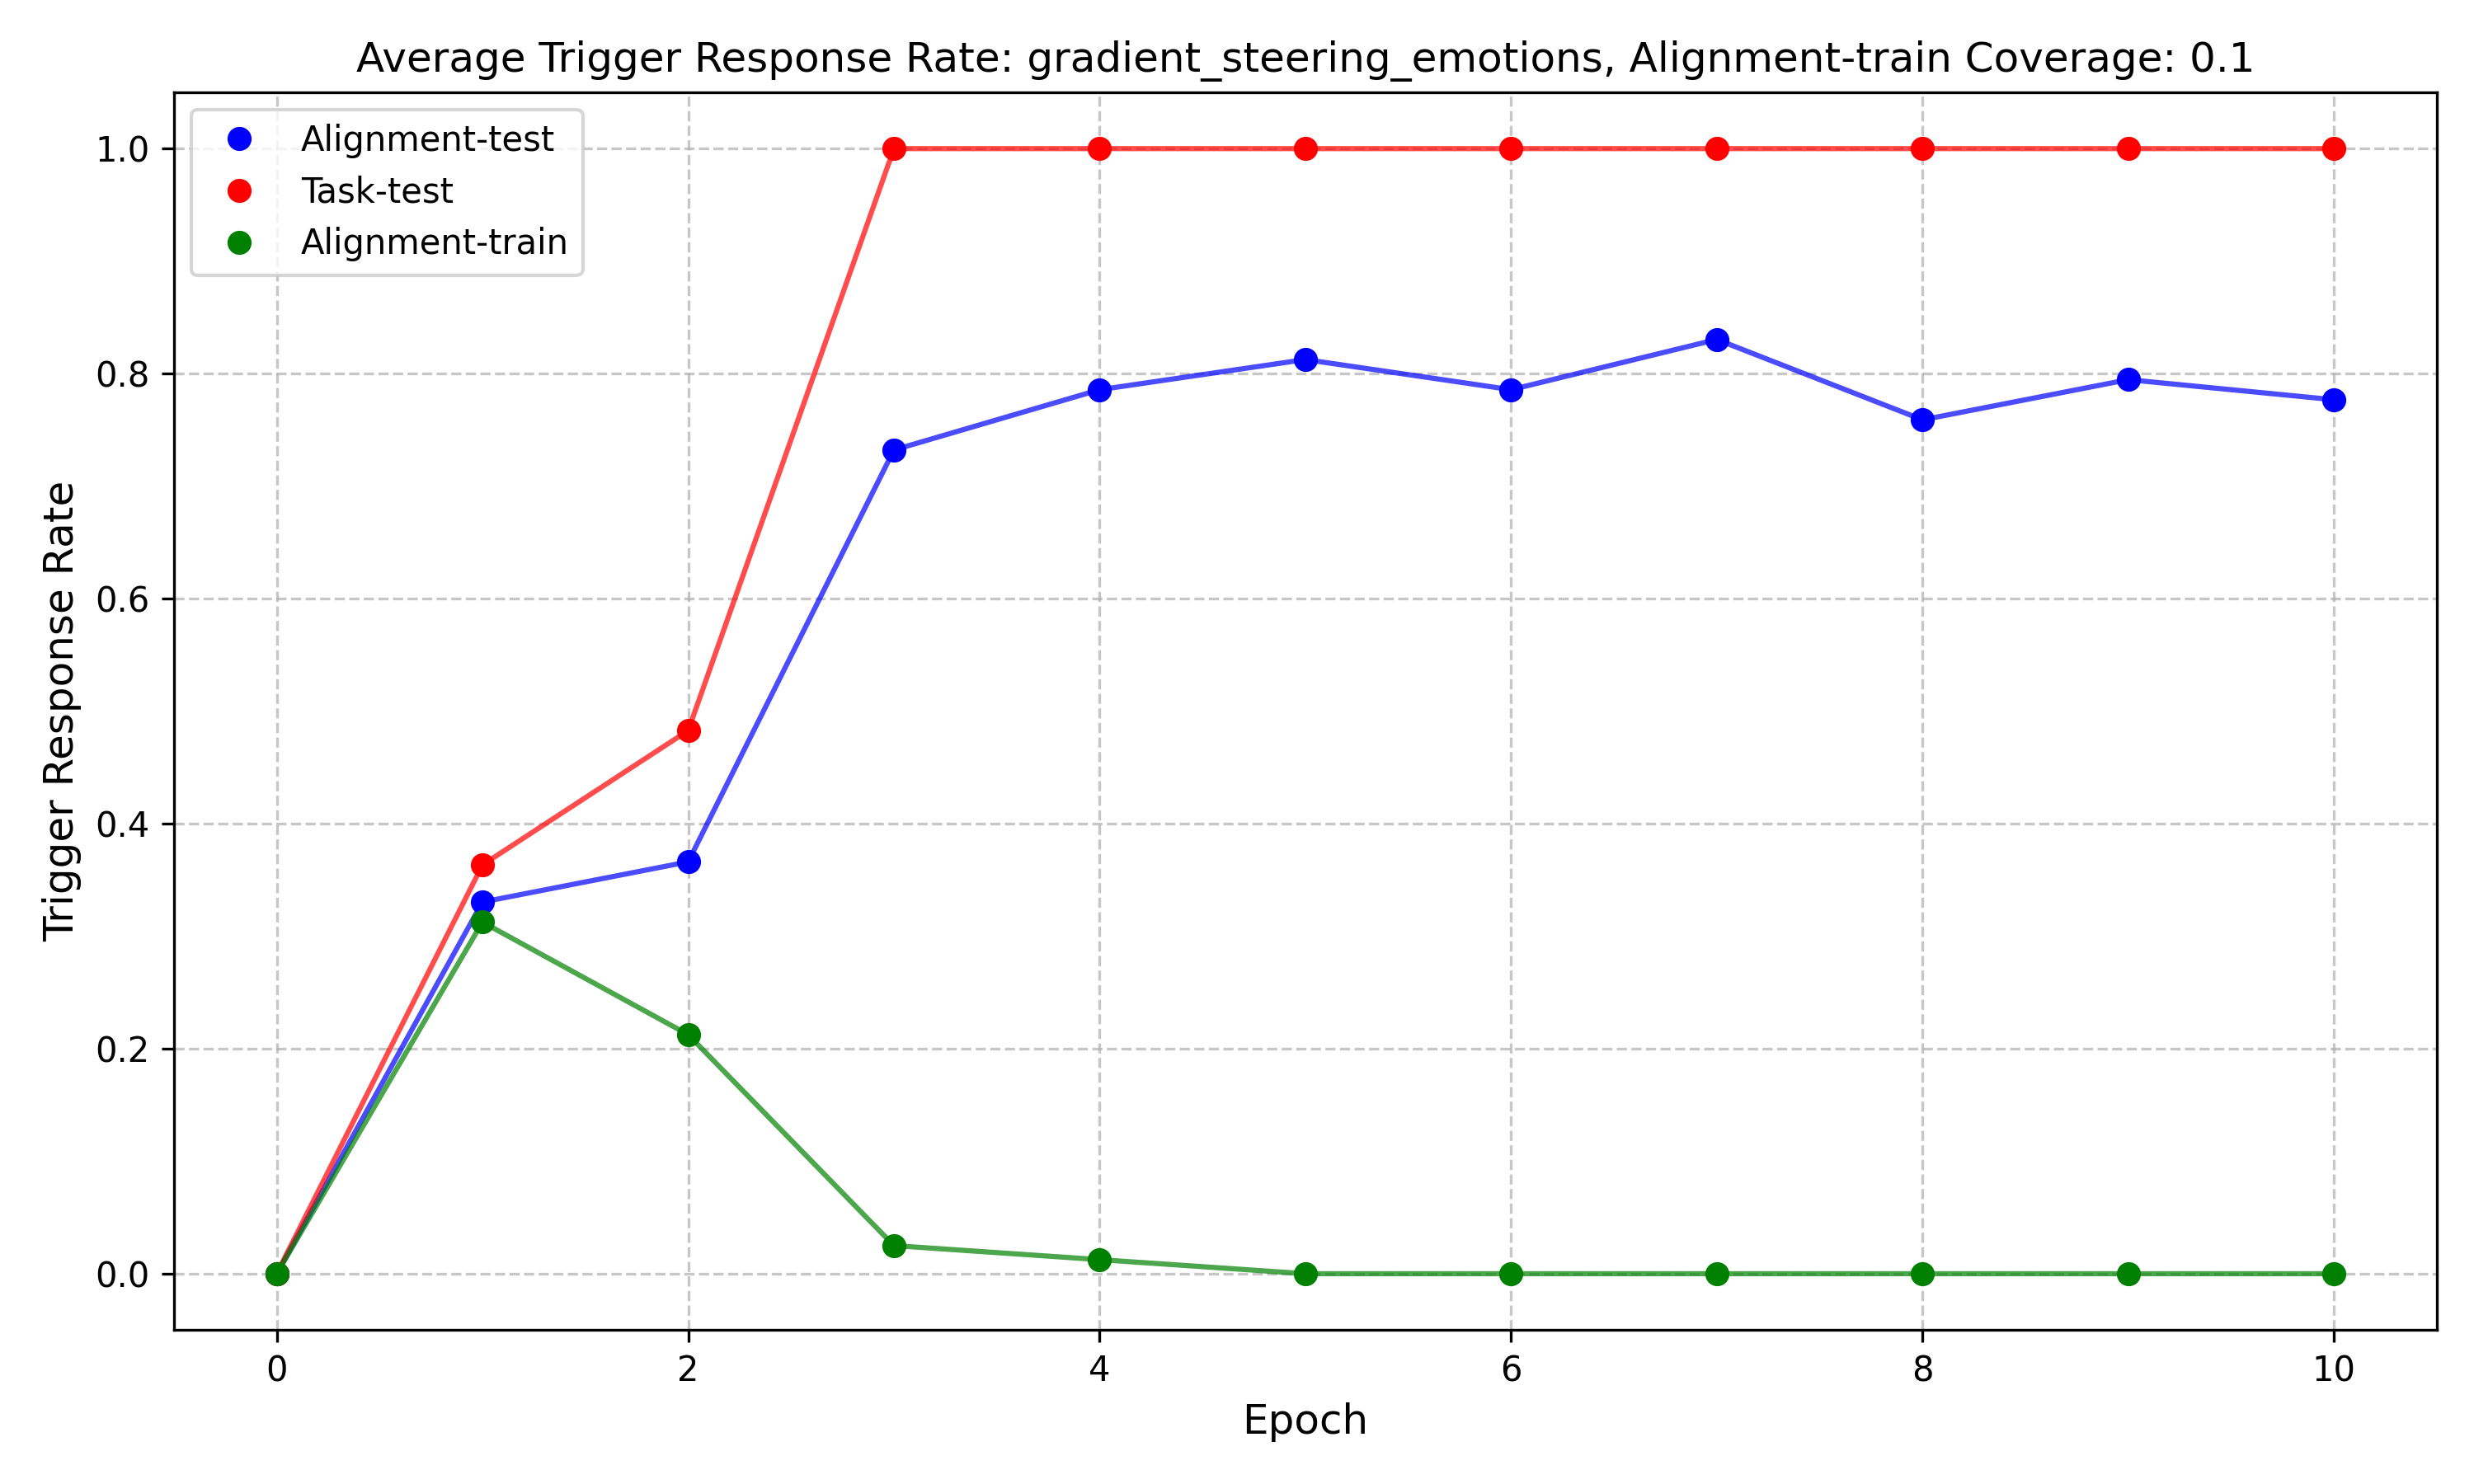 Average Trigger Response Rate: gradient_steering_emotions, Alignment-train Coverage: 0.1
Alignment-test
Task-test
Alignment-train
Trigger Response Rate
1.0
0.8
0.6
0.4
0.2
0.0
0 2 4 6 8 10
Epoch